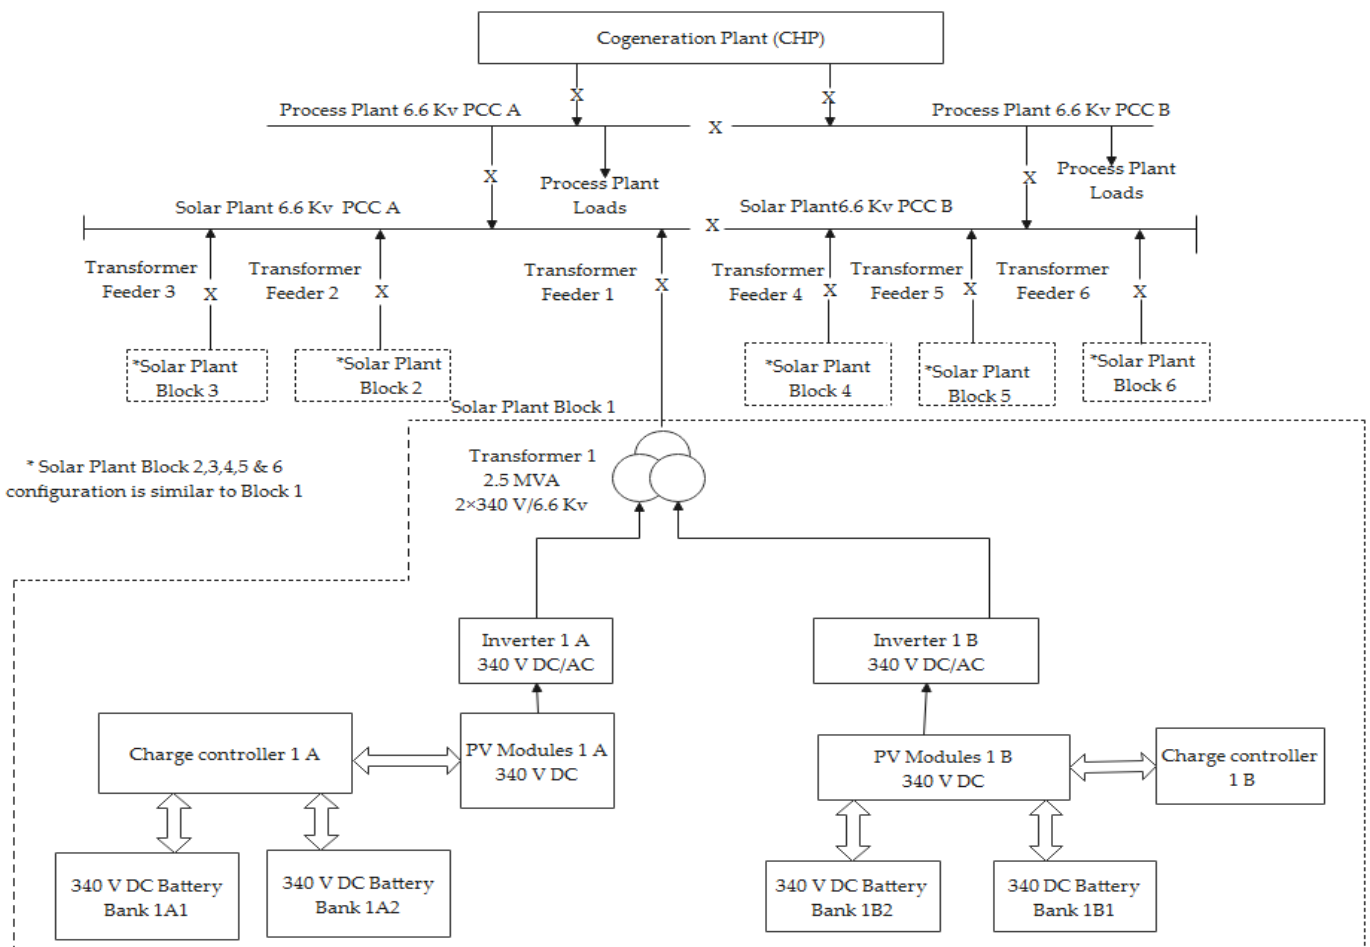 Cogeneration Plant (CHP)
X
X
Process Plant 6.6 Kv PCC A
Process Plant 6.6 Kv PCC B
X
X
Process Plant
Loads
X
Process Plant
Loads
Solar Plant 6.6 Kv PCC A
Solar Plant6.6 Kv PCC B
X
Transformer
Feeder 3
X
Transformer
Feeder 2
X
Transformer
Feeder 1
X
Transformer
Feeder 4
X
Transformer
Feeder 5
X
Transformer
Feeder 6
X
*Solar Plant
Block 3
*Solar Plant
Block 2
*Solar Plant
Block 4
*Solar Plant
Block 5
*Solar Plant
Block 6
Solar Plant Block 1
* Solar Plant Block 2,3,4,5 & 6
configuration is similar to Block 1
Transformer 1
2.5 MVA
2×340 V/6.6 Kv
Inverter 1 A
340 V DC/AC
Inverter 1 B
340 V DC/AC
Charge controller 1 A
PV Modules 1 A
340 V DC
PV Modules 1 B
340 V DC
Charge controller
1 B
340 V DC Battery
Bank 1A1
340 V DC Battery
Bank 1A2
340 V DC Battery
Bank 1B2
340 DC Battery
Bank 1B1